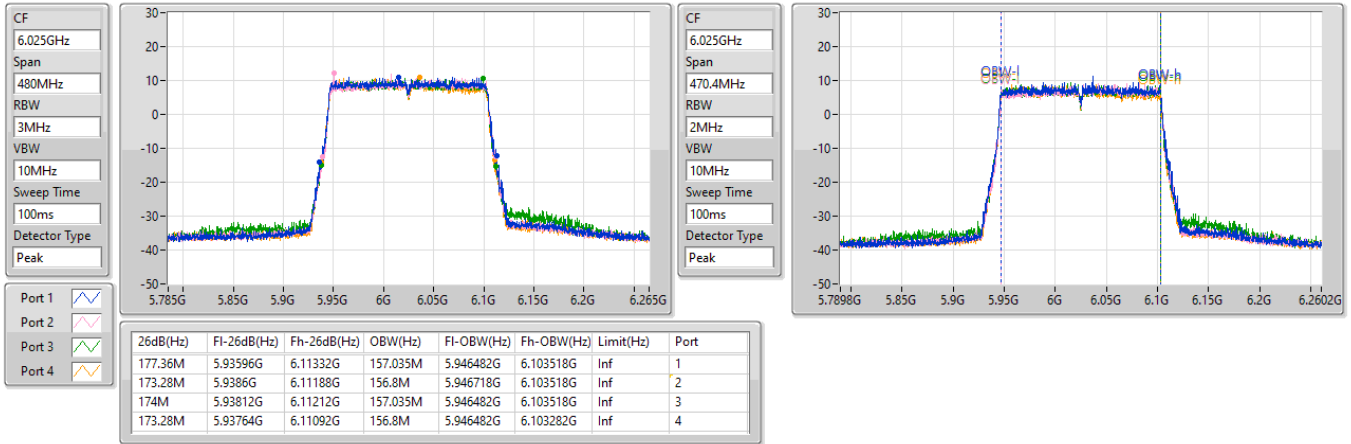 CF
6.025GHz
Span
480MHz
RBW
3MHz
VBW
10MHz
Sweep Time
100ms
Detector Type
Peak
30
20
10
0
-10
-20
-30
-40
-50
5.785G 5.85G 5.9G 5.95G 6G 6.05G 6.1G 6.15G 6.2G 6.265G
CF
6.025GHz
Span
470.4MHz
RBW
2MHz
VBW
10MHz
Sweep Time
100ms
Detector Type
Peak
30
20
10
0
-10
-20
-30
-40
-50
OBW-l OBW-h
5.7898G 5.85G 5.9G 5.95G 6G 6.05G 6.1G 6.15G 6.2G 6.2602G
Port 1
Port 2
Port 3
Port 4
26dB(Hz) Fl-26dB(Hz) Fh-26dB(Hz) OBW(Hz) Fl-OBW(Hz) Fh-OBW(Hz) Limit(Hz) Port
177.36M 5.93596G 6.11332G 157.035M 5.946482G 6.103518G Inf 1
173.28M 5.9386G 6.11188G 156.8M 5.946718G 6.103518G Inf 2
174M 5.93812G 6.11212G 157.035M 5.946482G 6.103518G Inf 3
173.28M 5.93764G 6.11092G 156.8M 5.946482G 6.103282G Inf 4